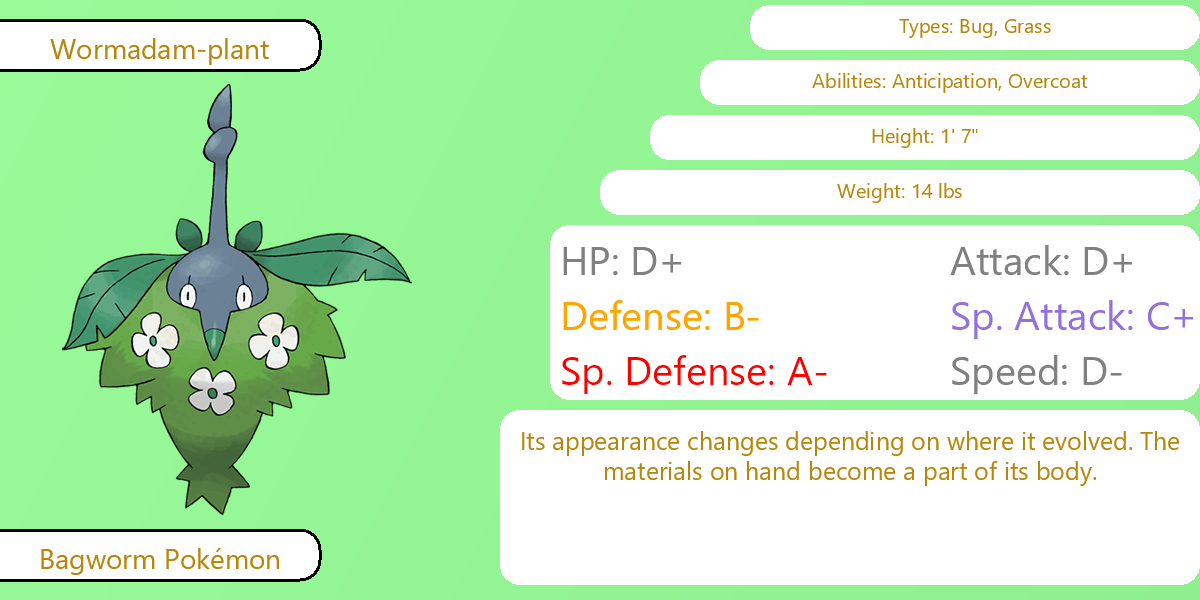 Wormadam-plant
Types: Bug, Grass
Abilities: Anticipation, Overcoat
Height: 1' 7"
Weight: 14 lbs
HP: D+
Attack: D+
Defense: B-
Sp. Attack: C+
Sp. Defense: A-
Speed: D-
Its appearance changes depending on where it evolved. The
materials on hand become a part of its body.
Bagworm Pokémon